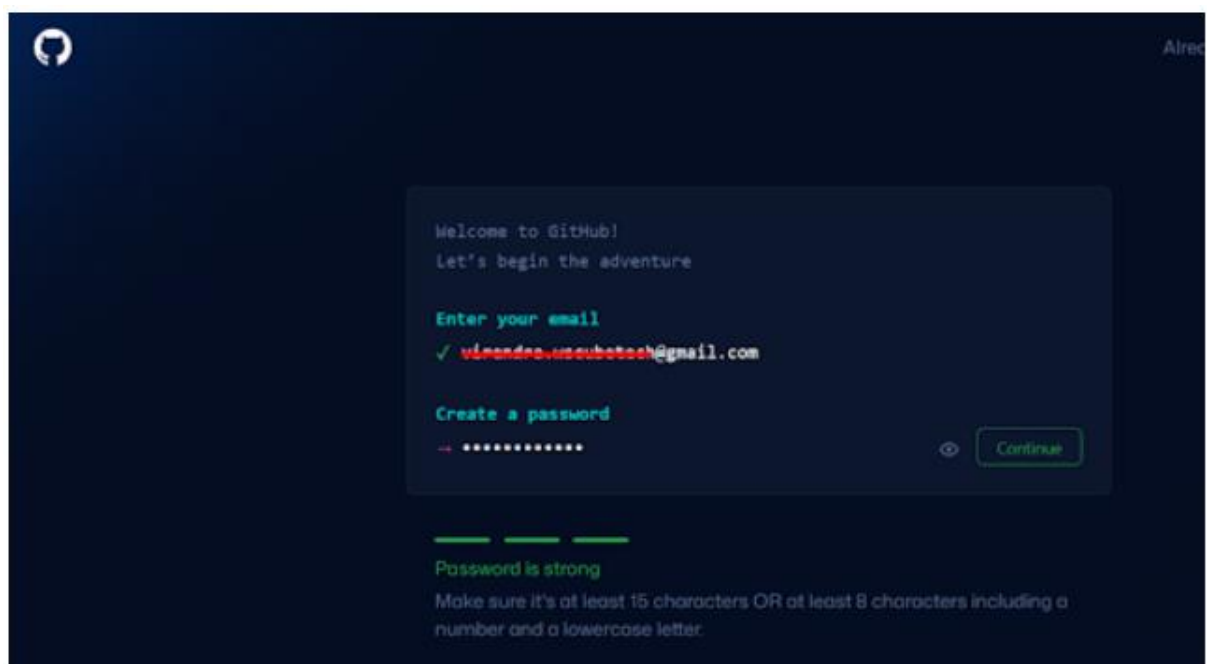 Alrea
Welcome to GitHub!
Let's begin the adventure
Enter your email
✓ @gmail.com
Create a password
→ ••••••••••••
Continue
Password is strong
Make sure it's at least 15 characters OR at least 8 characters including a
number and a lowercase letter.